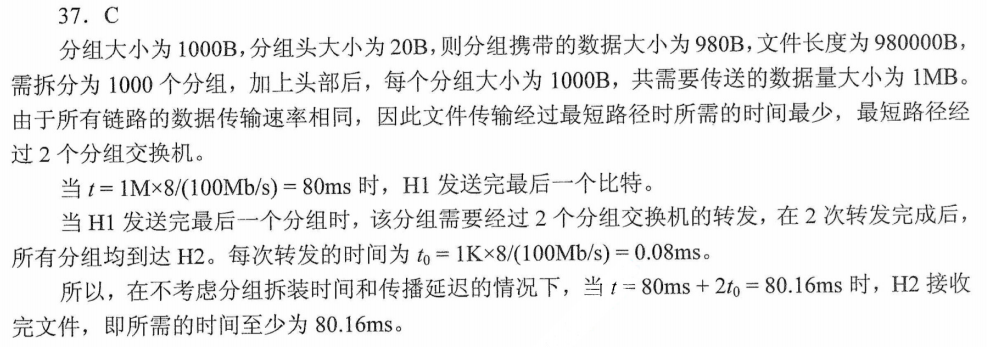 37．C
分组大小为 1000B，分组头大小为 20B，则分组携带的数据大小为 980B，文件长度为 980000B，
需拆分为 1000 个分组，加上头部后，每个分组大小为 1000B，共需要传送的数据量大小为 1MB。
由于所有链路的数据传输速率相同，因此文件传输经过最短路径时所需的时间最少，最短路径经
过 2 个分组交换机。
当 t = 1M×8/(100Mb/s) = 80ms 时，H1 发送完最后一个比特。
当 H1 发送完最后一个分组时，该分组需要经过 2 个分组交换机的转发，在 2 次转发完成后，
所有分组均到达 H2。每次转发的时间为 t₀ = 1K×8/(100Mb/s) = 0.08ms。
所以，在不考虑分组拆装时间和传播延迟的情况下，当 t = 80ms + 2t₀ = 80.16ms 时，H2 接收
完文件，即所需的时间至少为 80.16ms。